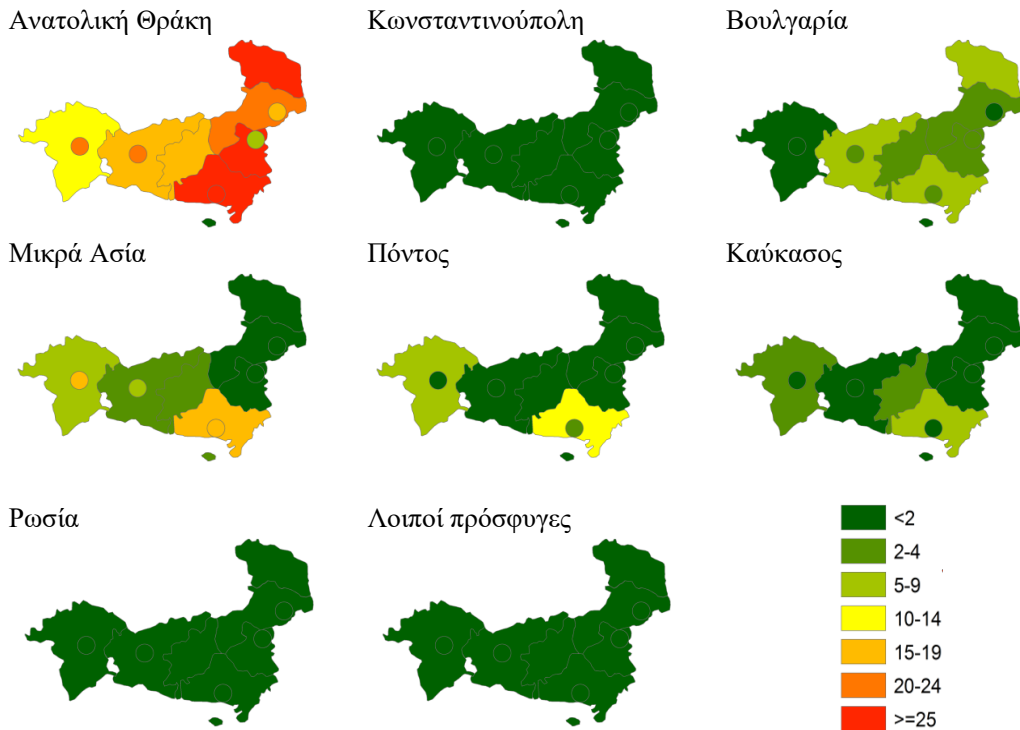 Ανατολική Θράκη
Κωνσταντινούπολη
Βουλγαρία
Μικρά Ασία
Πόντος
Καύκασος
Ρωσία
Λοιποί πρόσφυγες
<2
2-4
5-9
10-14
15-19
20-24
>=25